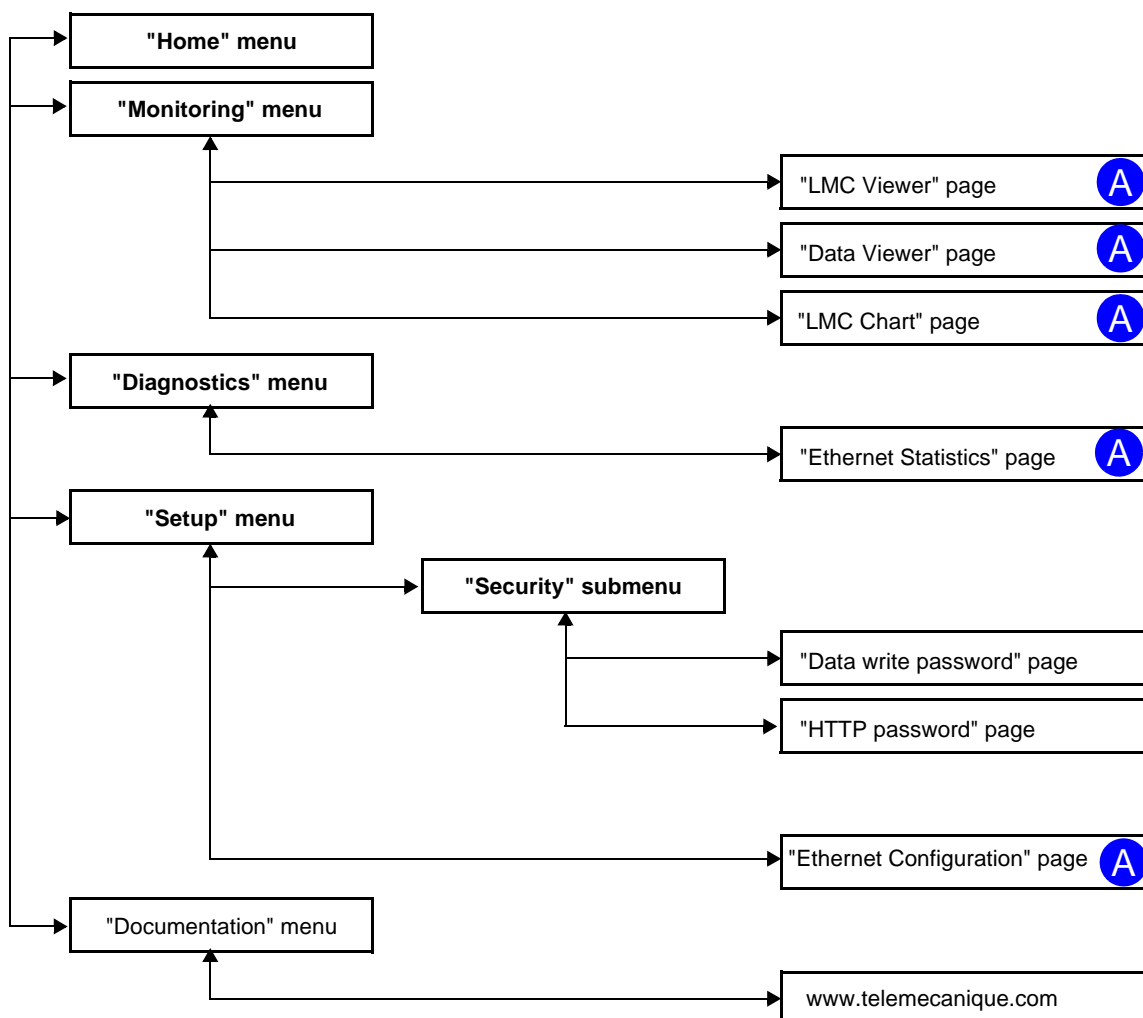 "Home" menu
"Monitoring" menu
"LMC Viewer" page A
"Data Viewer" page A
"LMC Chart" page A
"Diagnostics" menu
"Ethernet Statistics" page A
"Setup" menu
"Security" submenu
"Data write password" page
"HTTP password" page
"Ethernet Configuration" page A
"Documentation" menu
www.telemecanique.com